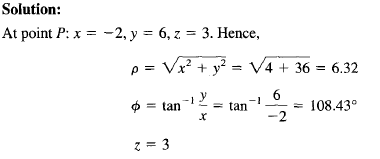 Solution:
At point P: x = −2, y = 6, z = 3. Hence,
ρ = √(x² + y²) = √(4 + 36) = 6.32
φ = tan⁻¹ y/x = tan⁻¹ 6/−2 = 108.43°
z = 3